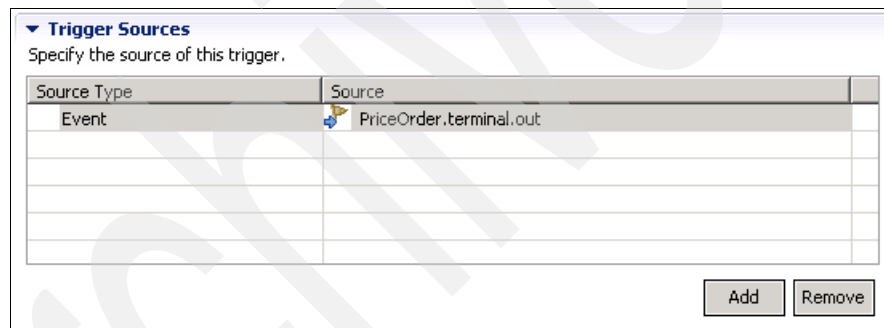 Trigger Sources
Specify the source of this trigger.
Source Type Source
Event PriceOrder.terminal.out
Add Remove